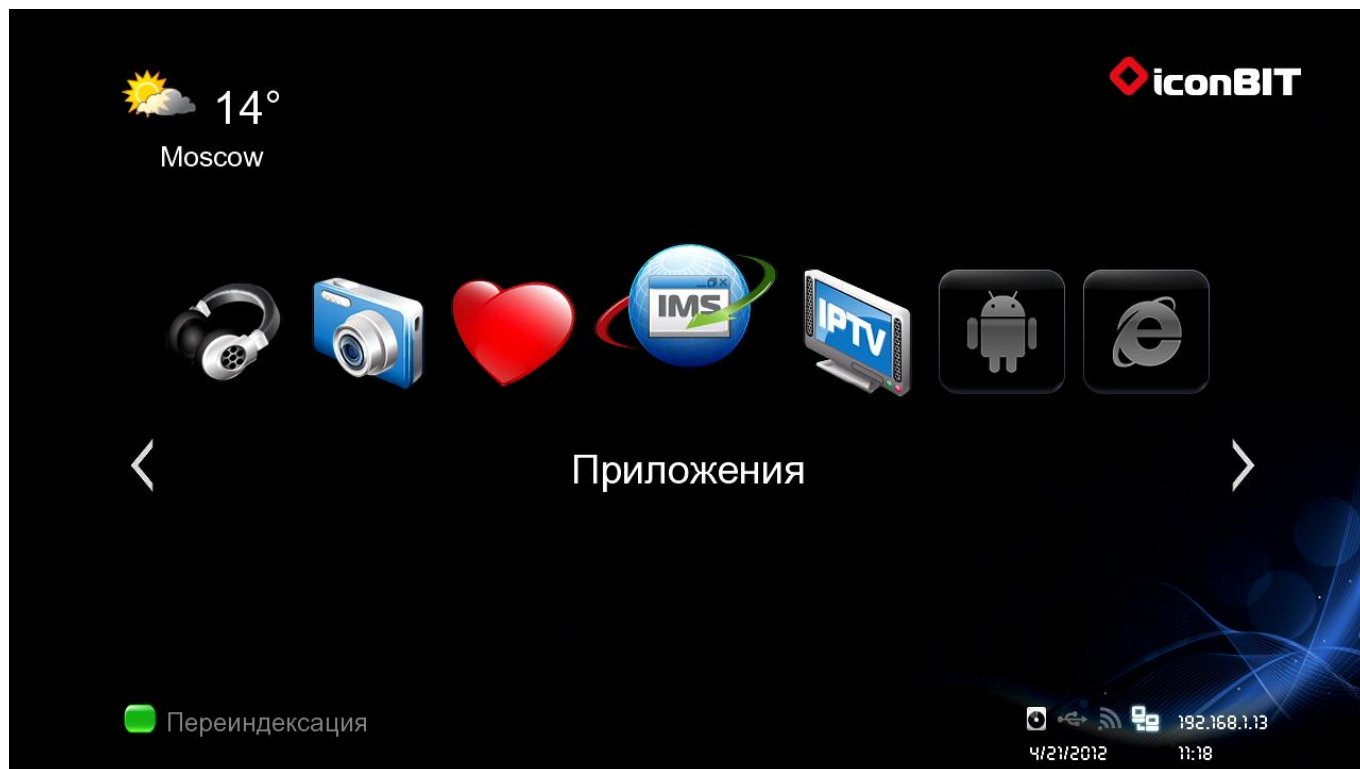 14°
iconBIT
Moscow
IMS
IPTV
Приложения
Переиндексация
192.168.1.13
4/21/2012
11:18